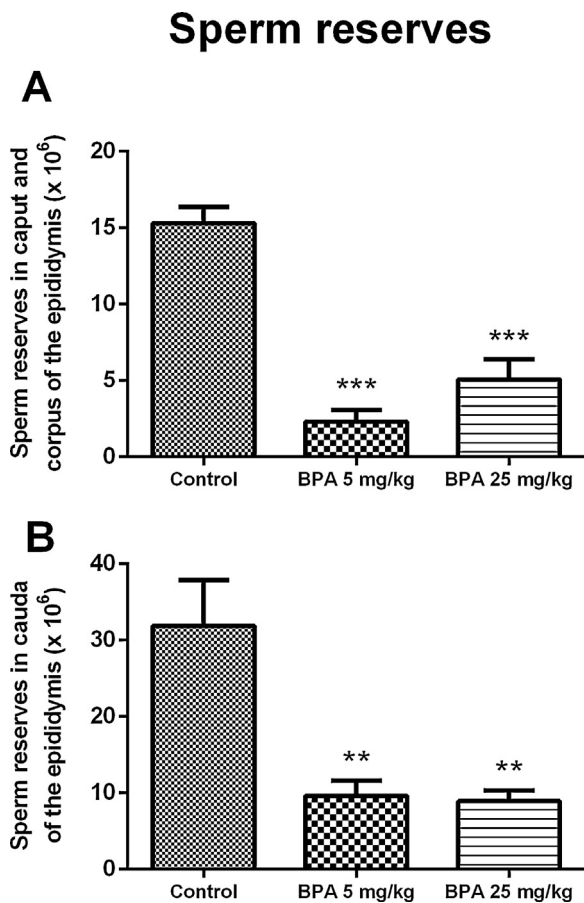 Sperm reserves
A
Sperm reserves in caput and
corpus of the epididymis (x 10⁶)
20
15
10
5
0
***
***
Control
BPA 5 mg/kg
BPA 25 mg/kg
B
Sperm reserves in cauda
of the epididymis (x 10⁶)
40
30
20
10
0
**
**
Control
BPA 5 mg/kg
BPA 25 mg/kg